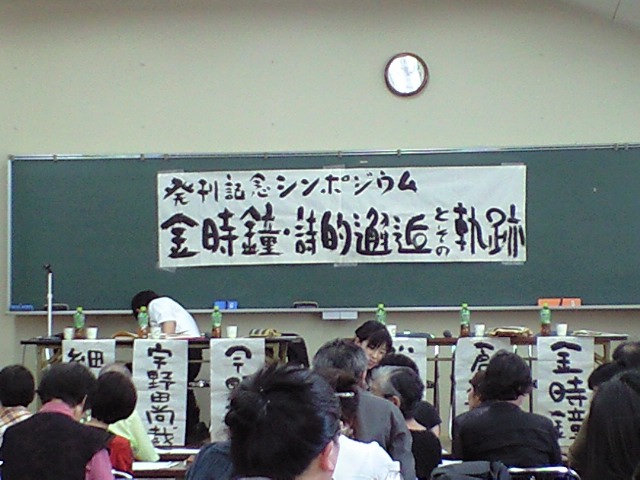 発刊記念シンポジウム
金時鐘・詩的邂逅とその軌跡
細
宇野田尚哉
倉
金時鐘